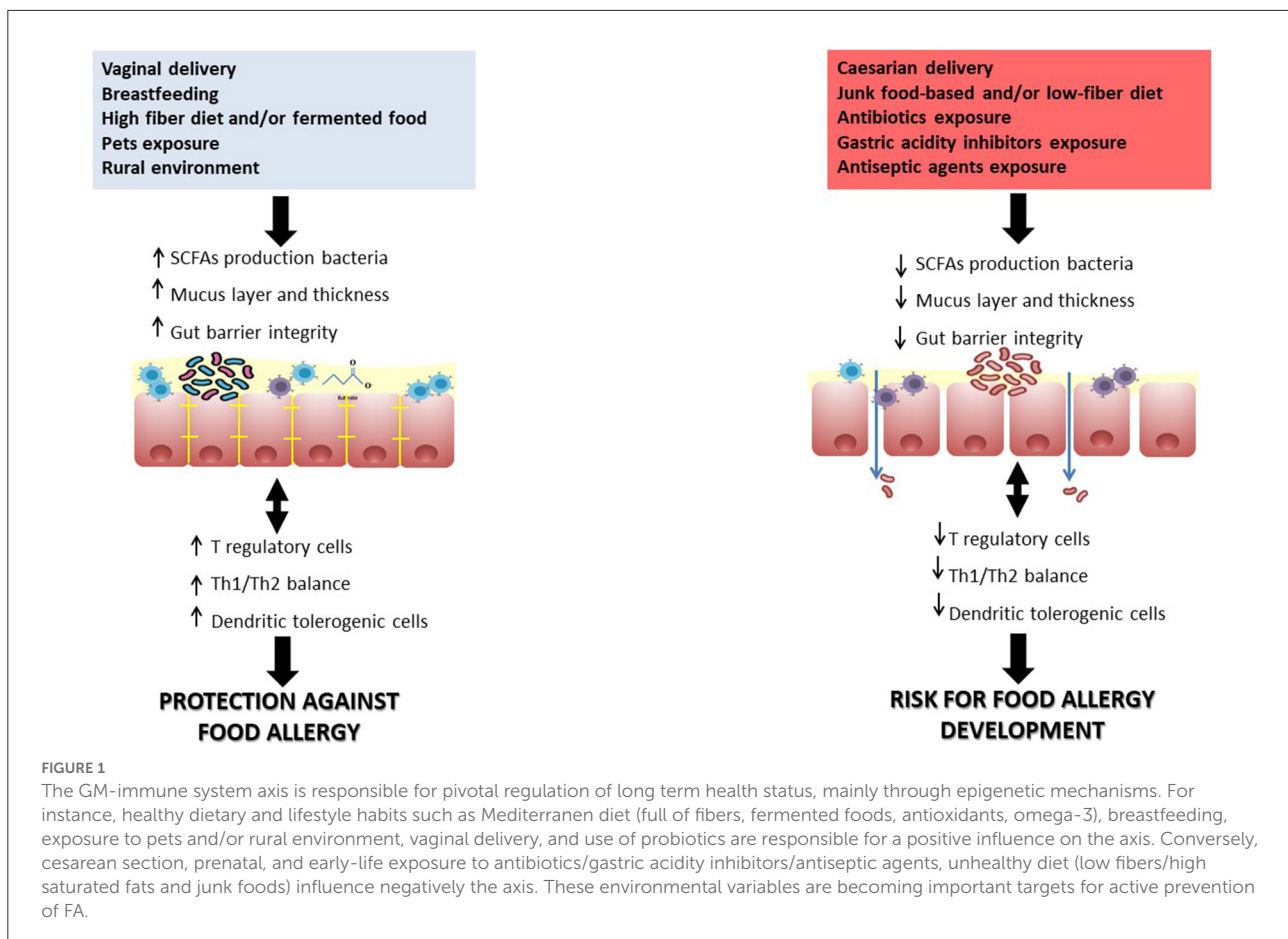 Vaginal delivery
Breastfeeding
High fiber diet and/or fermented food
Pets exposure
Rural environment
↑ SCFAs production bacteria
↑ Mucus layer and thickness
↑ Gut barrier integrity
O
O-
Butyrate
↑ T regulatory cells
↑ Th1/Th2 balance
↑ Dendritic tolerogenic cells
PROTECTION AGAINST
FOOD ALLERGY
Caesarian delivery
Junk food-based and/or low-fiber diet
Antibiotics exposure
Gastric acidity inhibitors exposure
Antiseptic agents exposure
↓ SCFAs production bacteria
↓ Mucus layer and thickness
↓ Gut barrier integrity
↓ T regulatory cells
↓ Th1/Th2 balance
↓ Dendritic tolerogenic cells
RISK FOR FOOD ALLERGY
DEVELOPMENT
FIGURE 1
The GM-immune system axis is responsible for pivotal regulation of long term health status, mainly through epigenetic mechanisms. For
instance, healthy dietary and lifestyle habits such as Mediterranen diet (full of fibers, fermented foods, antioxidants, omega-3), breastfeeding,
exposure to pets and/or rural environment, vaginal delivery, and use of probiotics are responsible for a positive influence on the axis. Conversely,
cesarean section, prenatal, and early-life exposure to antibiotics/gastric acidity inhibitors/antiseptic agents, unhealthy diet (low fibers/high
saturated fats and junk foods) influence negatively the axis. These environmental variables are becoming important targets for active prevention
of FA.